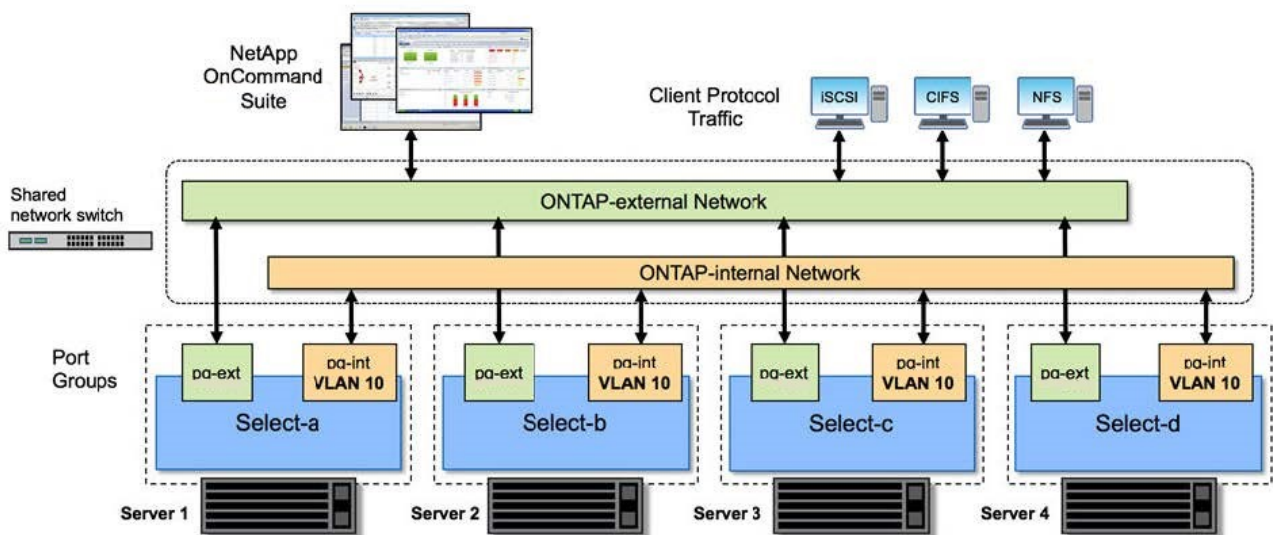 NetApp
OnCommand
Suite
Client Protocol
Traffic
iSCSI
CIFS
NFS
Shared
network switch
ONTAP-external Network
ONTAP-internal Network
Port
Groups
pg-ext
pg-int
VLAN 10
Select-a
pg-ext
pg-int
VLAN 10
Select-b
pg-ext
pg-int
VLAN 10
Select-c
pg-ext
pg-int
VLAN 10
Select-d
Server 1
Server 2
Server 3
Server 4